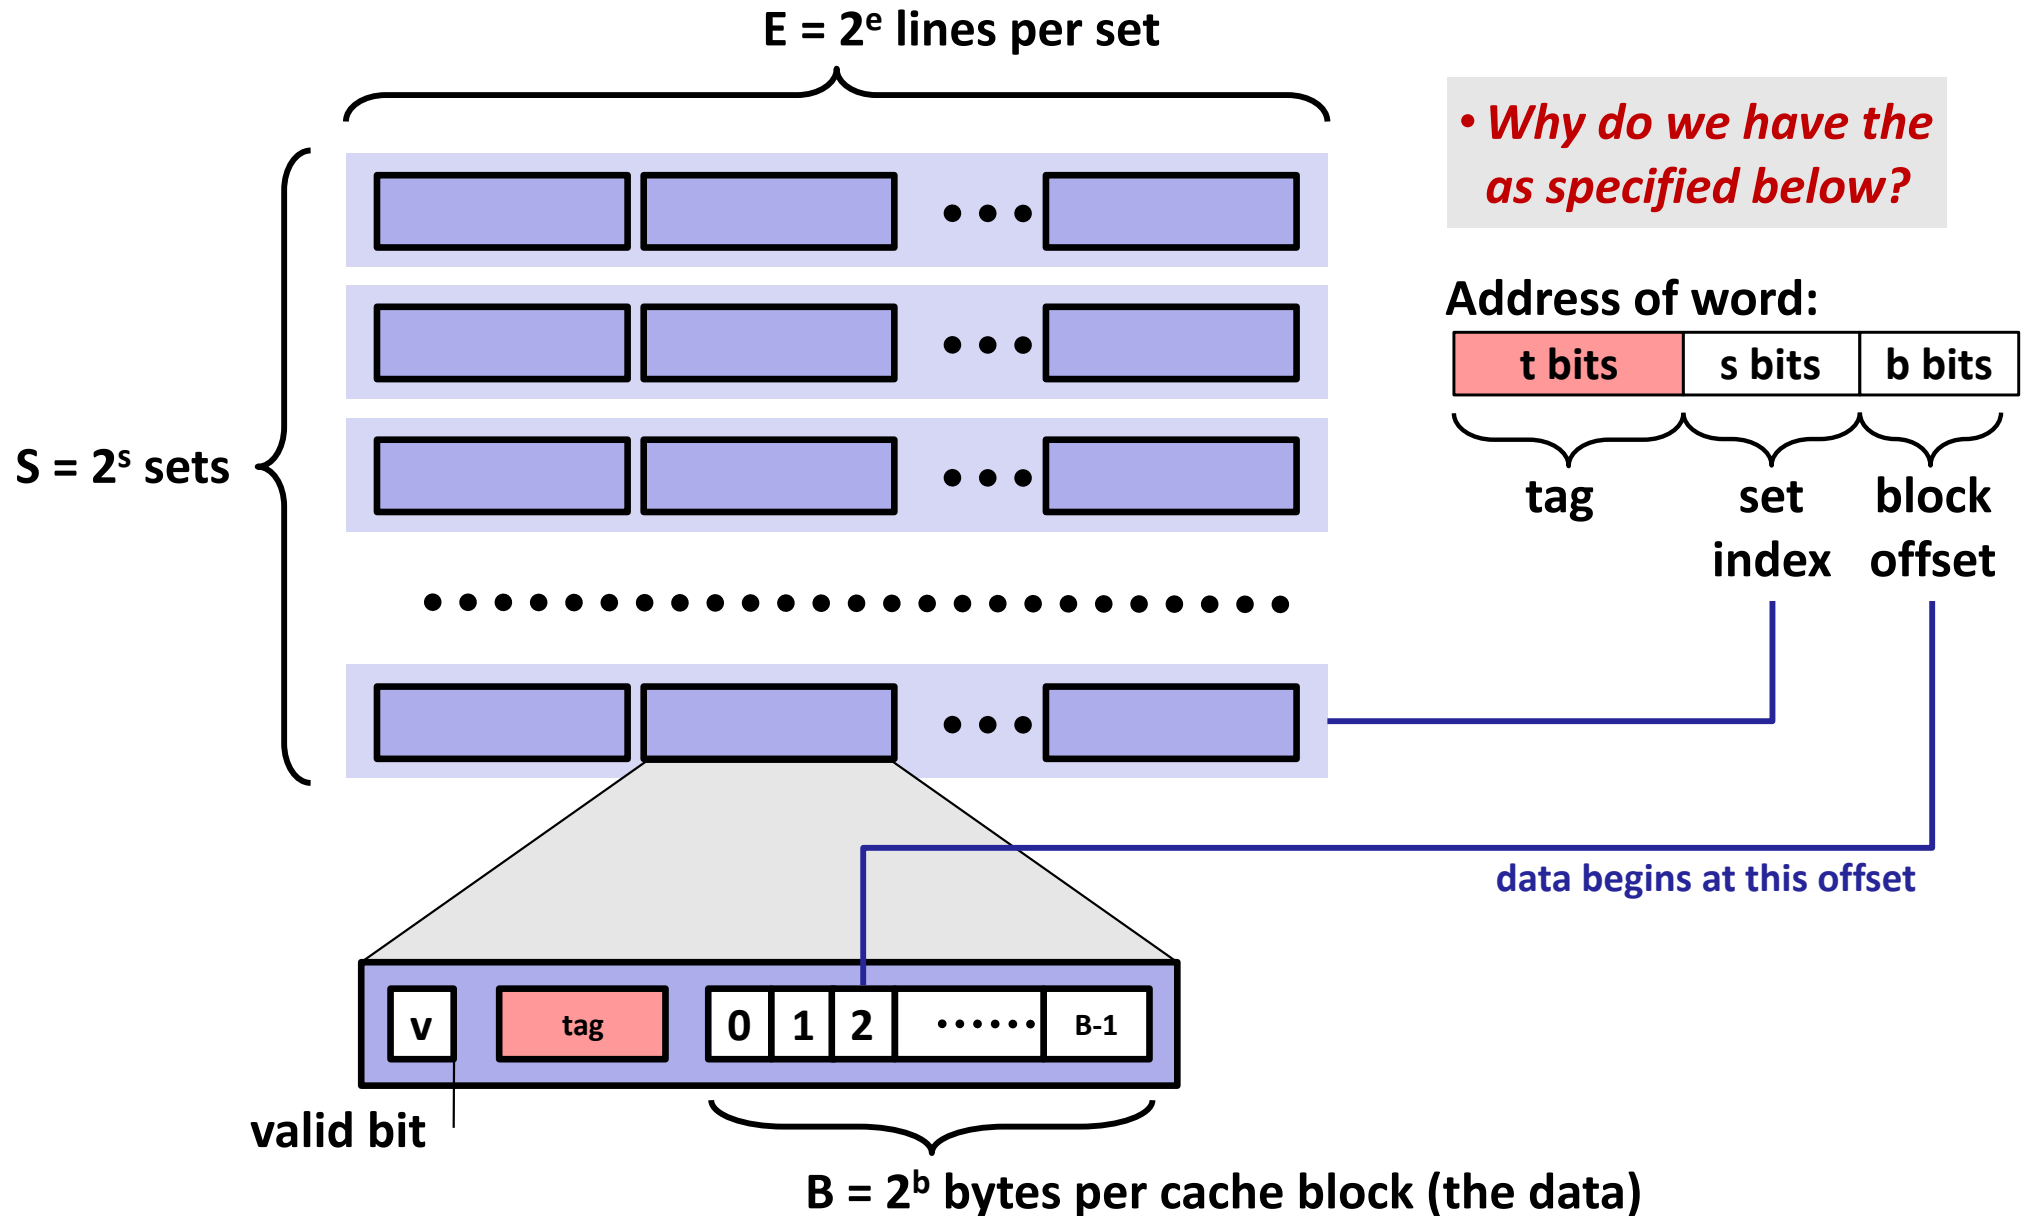 E = 2ᵉ lines per set
• Why do we have the
as specified below?
Address of word:
t bits s bits b bits
S = 2ˢ sets
tag set block
index offset
data begins at this offset
v tag 0 1 2 •••••• B-1
valid bit
B = 2ᵇ bytes per cache block (the data)